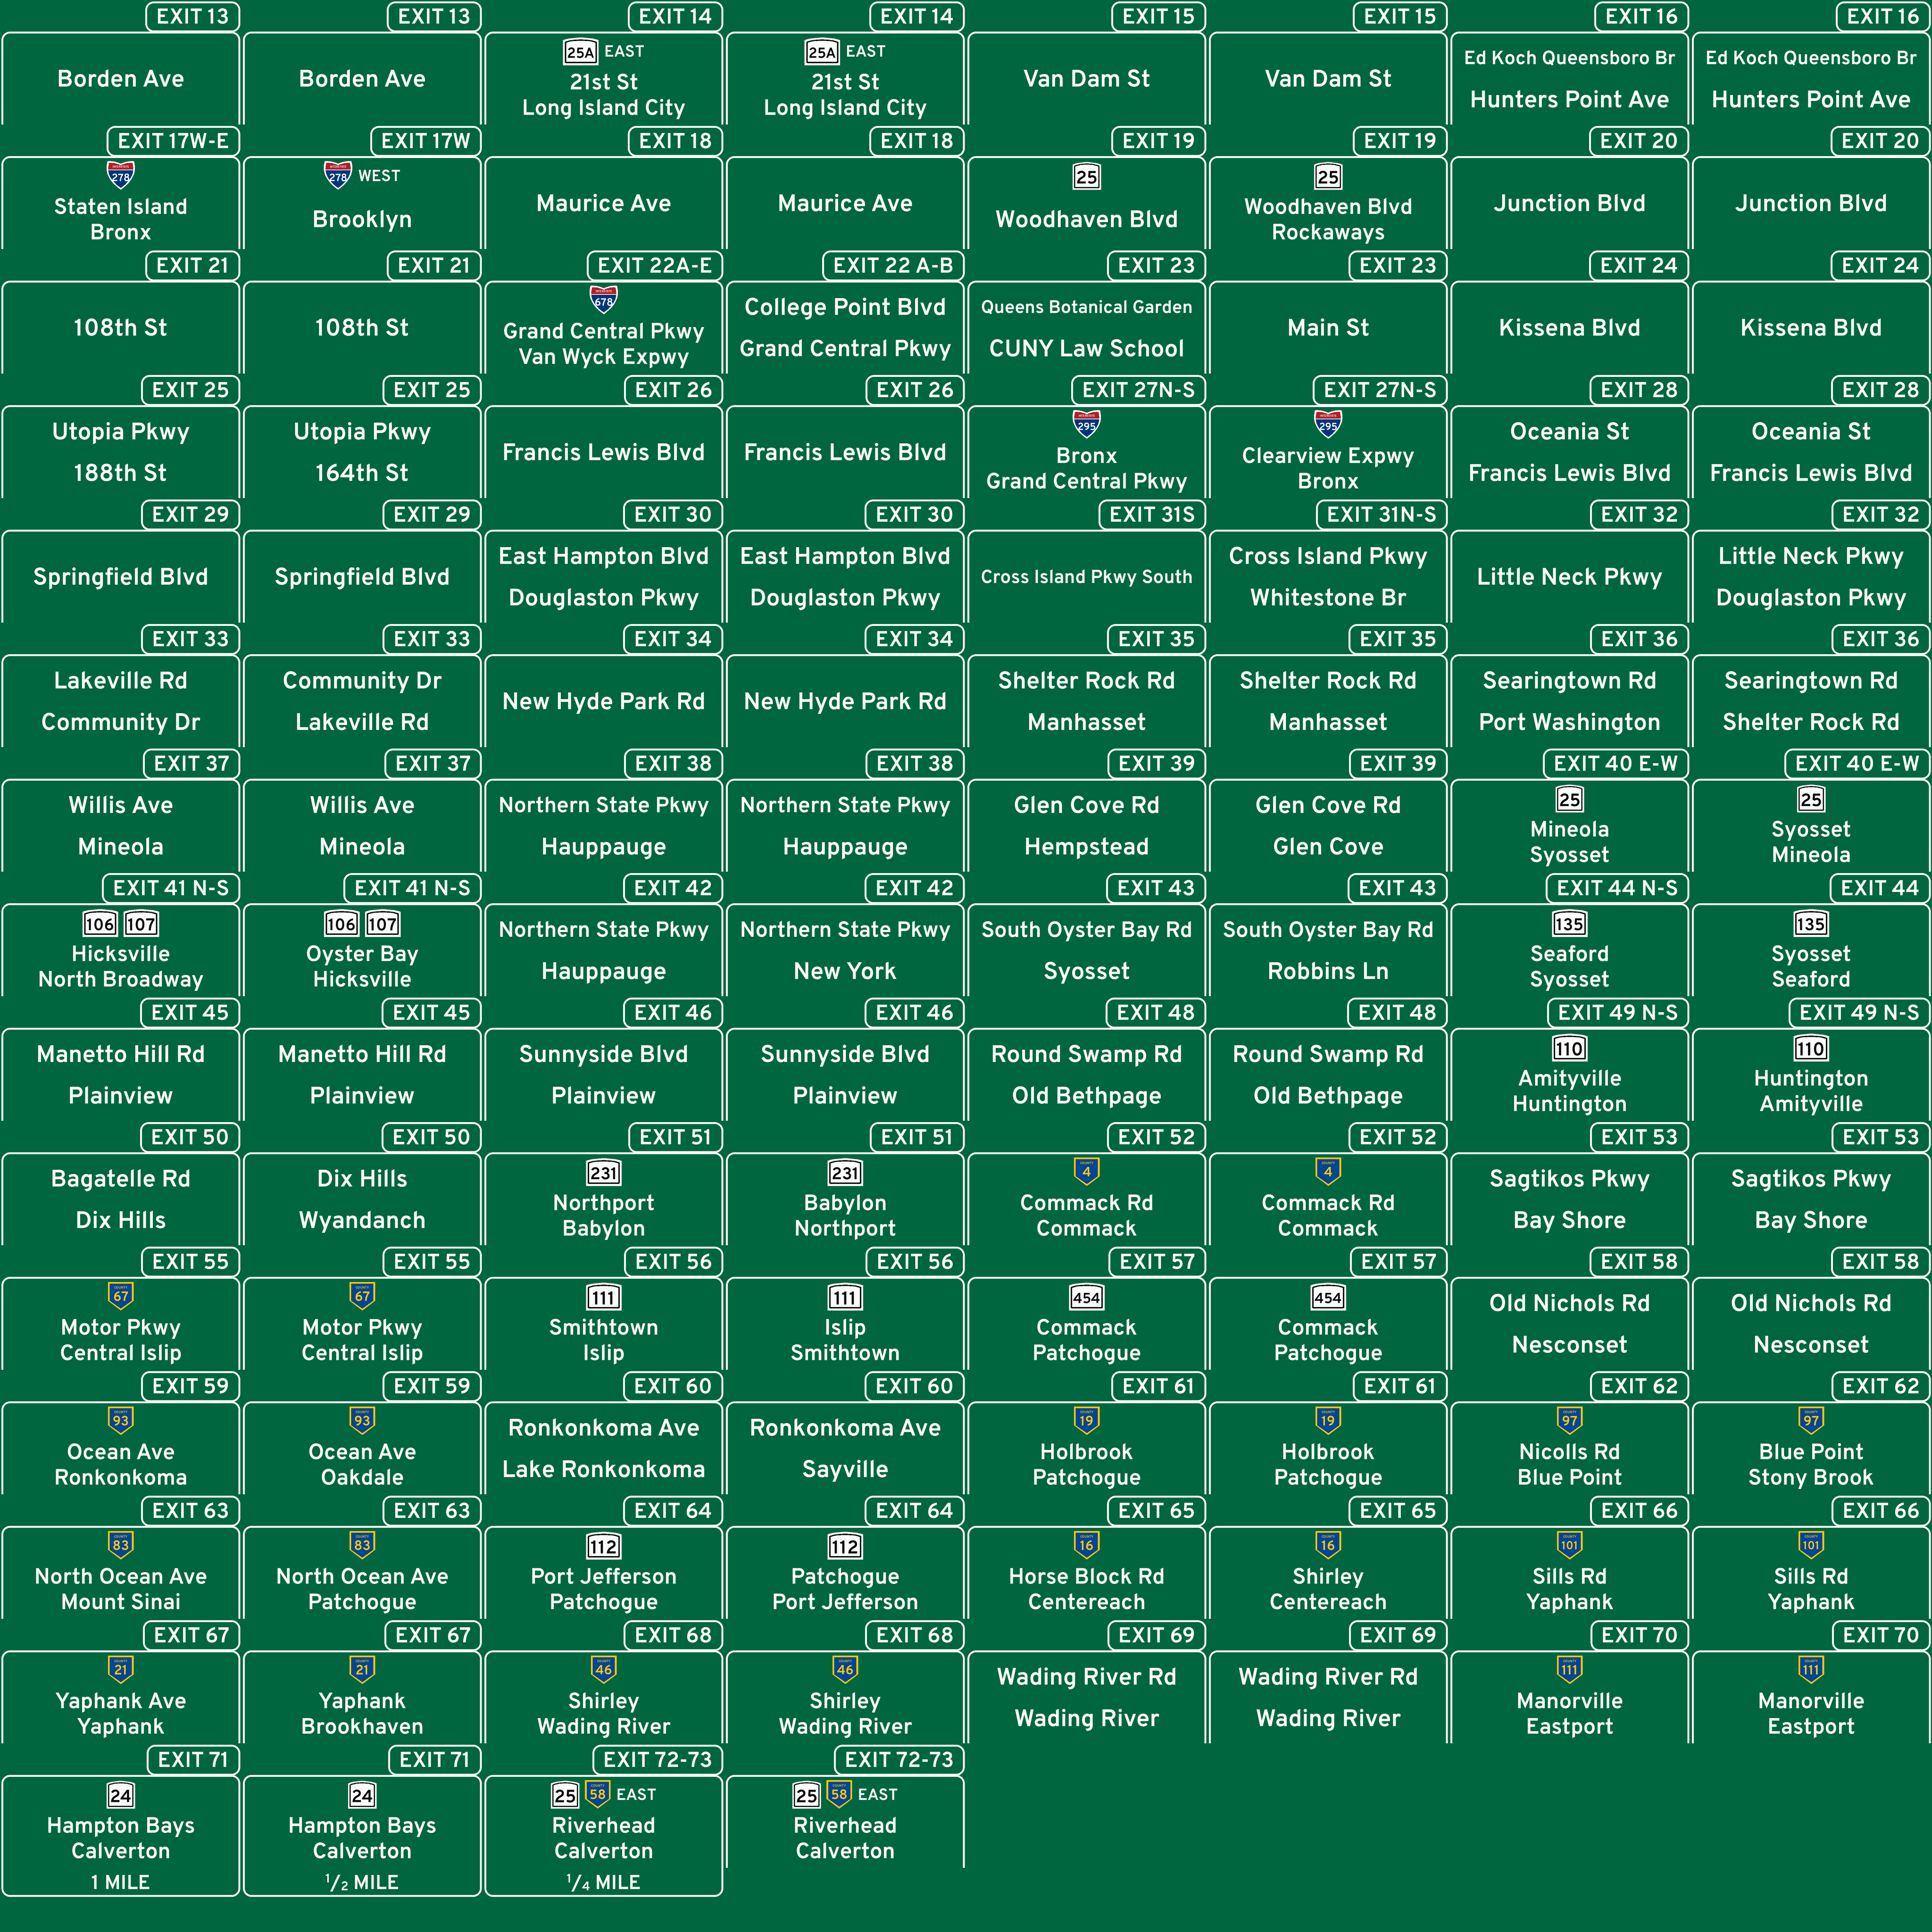 EXIT 13
Borden Ave
EXIT 13
Borden Ave
EXIT 14
25A EAST
21st St
Long Island City
EXIT 14
25A EAST
21st St
Long Island City
EXIT 15
Van Dam St
EXIT 15
Van Dam St
EXIT 16
Ed Koch Queensboro Br
Hunters Point Ave
EXIT 16
Ed Koch Queensboro Br
Hunters Point Ave
EXIT 17W-E
278
Staten Island
Bronx
EXIT 17W
278 WEST
Brooklyn
EXIT 18
Maurice Ave
EXIT 18
Maurice Ave
EXIT 19
25
Woodhaven Blvd
EXIT 19
25
Woodhaven Blvd
Rockaways
EXIT 20
Junction Blvd
EXIT 20
Junction Blvd
EXIT 21
108th St
EXIT 21
108th St
EXIT 22A-E
678
Grand Central Pkwy
Van Wyck Expwy
EXIT 22 A-B
College Point Blvd
Grand Central Pkwy
EXIT 23
Queens Botanical Garden
CUNY Law School
EXIT 23
Main St
EXIT 24
Kissena Blvd
EXIT 24
Kissena Blvd
EXIT 25
Utopia Pkwy
188th St
EXIT 25
Utopia Pkwy
164th St
EXIT 26
Francis Lewis Blvd
EXIT 26
Francis Lewis Blvd
EXIT 27N-S
295
Bronx
Grand Central Pkwy
EXIT 27N-S
295
Clearview Expwy
Bronx
EXIT 28
Oceania St
Francis Lewis Blvd
EXIT 28
Oceania St
Francis Lewis Blvd
EXIT 29
Springfield Blvd
EXIT 29
Springfield Blvd
EXIT 30
East Hampton Blvd
Douglaston Pkwy
EXIT 30
East Hampton Blvd
Douglaston Pkwy
EXIT 31S
Cross Island Pkwy South
EXIT 31N-S
Cross Island Pkwy
Whitestone Br
EXIT 32
Little Neck Pkwy
EXIT 32
Little Neck Pkwy
Douglaston Pkwy
EXIT 33
Lakeville Rd
Community Dr
EXIT 33
Community Dr
Lakeville Rd
EXIT 34
New Hyde Park Rd
EXIT 34
New Hyde Park Rd
EXIT 35
Shelter Rock Rd
Manhasset
EXIT 35
Shelter Rock Rd
Manhasset
EXIT 36
Searingtown Rd
Port Washington
EXIT 36
Searingtown Rd
Shelter Rock Rd
EXIT 37
Willis Ave
Mineola
EXIT 37
Willis Ave
Mineola
EXIT 38
Northern State Pkwy
Hauppauge
EXIT 38
Northern State Pkwy
Hauppauge
EXIT 39
Glen Cove Rd
Hempstead
EXIT 39
Glen Cove Rd
Glen Cove
EXIT 40 E-W
25
Mineola
Syosset
EXIT 40 E-W
25
Syosset
Mineola
EXIT 41 N-S
106 107
Hicksville
North Broadway
EXIT 41 N-S
106 107
Oyster Bay
Hicksville
EXIT 42
Northern State Pkwy
Hauppauge
EXIT 42
Northern State Pkwy
New York
EXIT 43
South Oyster Bay Rd
Syosset
EXIT 43
South Oyster Bay Rd
Robbins Ln
EXIT 44 N-S
135
Seaford
Syosset
EXIT 44
135
Syosset
Seaford
EXIT 45
Manetto Hill Rd
Plainview
EXIT 45
Manetto Hill Rd
Plainview
EXIT 46
Sunnyside Blvd
Plainview
EXIT 46
Sunnyside Blvd
Plainview
EXIT 48
Round Swamp Rd
Old Bethpage
EXIT 48
Round Swamp Rd
Old Bethpage
EXIT 49 N-S
110
Amityville
Huntington
EXIT 49 N-S
110
Huntington
Amityville
EXIT 50
Bagatelle Rd
Dix Hills
EXIT 50
Dix Hills
Wyandanch
EXIT 51
231
Northport
Babylon
EXIT 51
231
Babylon
Northport
EXIT 52
COUNTY
4
Commack Rd
Commack
EXIT 52
COUNTY
4
Commack Rd
Commack
EXIT 53
Sagtikos Pkwy
Bay Shore
EXIT 53
Sagtikos Pkwy
Bay Shore
EXIT 55
COUNTY
67
Motor Pkwy
Central Islip
EXIT 55
COUNTY
67
Motor Pkwy
Central Islip
EXIT 56
111
Smithtown
Islip
EXIT 56
111
Islip
Smithtown
EXIT 57
454
Commack
Patchogue
EXIT 57
454
Commack
Patchogue
EXIT 58
Old Nichols Rd
Nesconset
EXIT 58
Old Nichols Rd
Nesconset
EXIT 59
COUNTY
93
Ocean Ave
Ronkonkoma
EXIT 59
COUNTY
93
Ocean Ave
Oakdale
EXIT 60
Ronkonkoma Ave
Lake Ronkonkoma
EXIT 60
Ronkonkoma Ave
Sayville
EXIT 61
COUNTY
19
Holbrook
Patchogue
EXIT 61
COUNTY
19
Holbrook
Patchogue
EXIT 62
COUNTY
97
Nicolls Rd
Blue Point
EXIT 62
COUNTY
97
Blue Point
Stony Brook
EXIT 63
COUNTY
83
North Ocean Ave
Mount Sinai
EXIT 63
COUNTY
83
North Ocean Ave
Patchogue
EXIT 64
112
Port Jefferson
Patchogue
EXIT 64
112
Patchogue
Port Jefferson
EXIT 65
COUNTY
16
Horse Block Rd
Centereach
EXIT 65
COUNTY
16
Shirley
Centereach
EXIT 66
COUNTY
101
Sills Rd
Yaphank
EXIT 66
COUNTY
101
Sills Rd
Yaphank
EXIT 67
COUNTY
21
Yaphank Ave
Yaphank
EXIT 67
COUNTY
21
Yaphank
Brookhaven
EXIT 68
COUNTY
46
Shirley
Wading River
EXIT 68
COUNTY
46
Shirley
Wading River
EXIT 69
Wading River Rd
Wading River
EXIT 69
Wading River Rd
Wading River
EXIT 70
COUNTY
111
Manorville
Eastport
EXIT 70
COUNTY
111
Manorville
Eastport
EXIT 71
24
Hampton Bays
Calverton
1 MILE
EXIT 71
24
Hampton Bays
Calverton
1/2 MILE
EXIT 72-73
COUNTY
25 58 EAST
Riverhead
Calverton
1/4 MILE
EXIT 72-73
COUNTY
25 58 EAST
Riverhead
Calverton